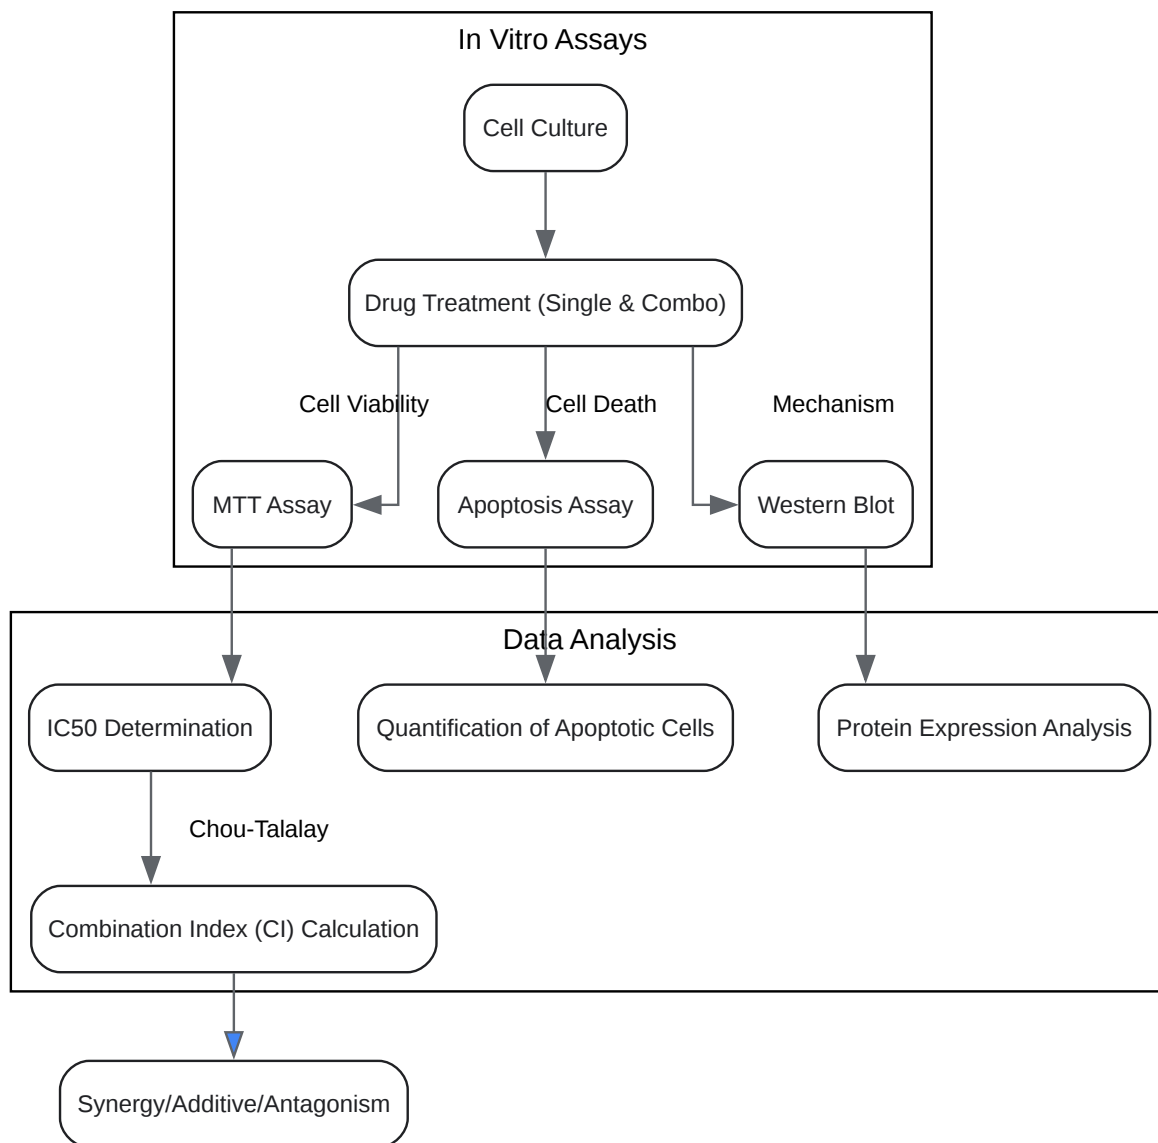 In Vitro Assays
Cell Culture
Drug Treatment (Single & Combo)
Cell Viability
Cell Death
Mechanism
MTT Assay
Apoptosis Assay
Western Blot
Data Analysis
IC50 Determination
Quantification of Apoptotic Cells
Protein Expression Analysis
Chou-Talalay
Combination Index (CI) Calculation
Synergy/Additive/Antagonism